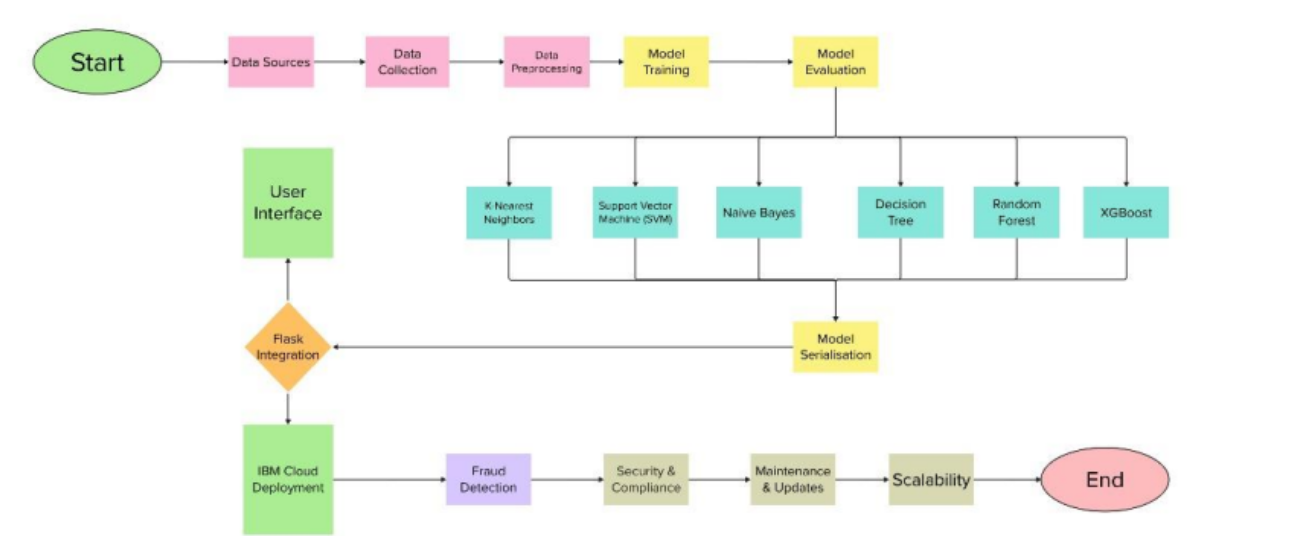 Start
Data Sources
Data
Collection
Data
Preprocessing
Model
Training
Model
Evaluation
User
Interface
K-Nearest
Neighbors
Support Vector
Machine (SVM)
Naive Bayes
Decision
Tree
Random
Forest
XGBoost
Flask
Integration
Model
Serialisation
IBM Cloud
Deployment
Fraud
Detection
Security &
Compliance
Maintenance
& Updates
Scalability
End